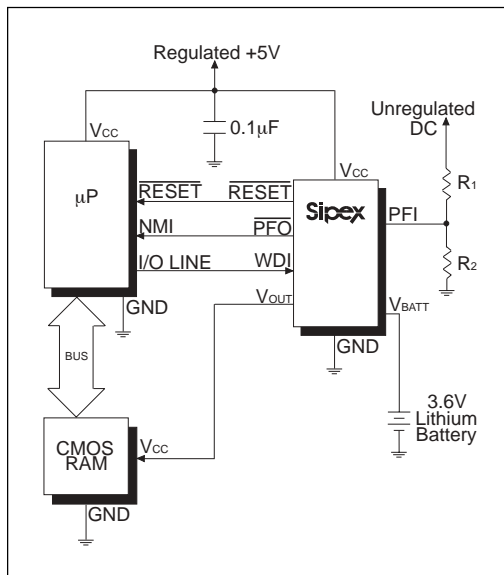 Regulated +5V
Unregulated
DC
VCC
0.1µF
VCC
R1
µP
RESET
RESET
Sipex
PFI
NMI
PFO
R2
I/O LINE
WDI
VOUT
VBATT
GND
GND
BUS
3.6V
Lithium
Battery
CMOS
RAM
VCC
GND